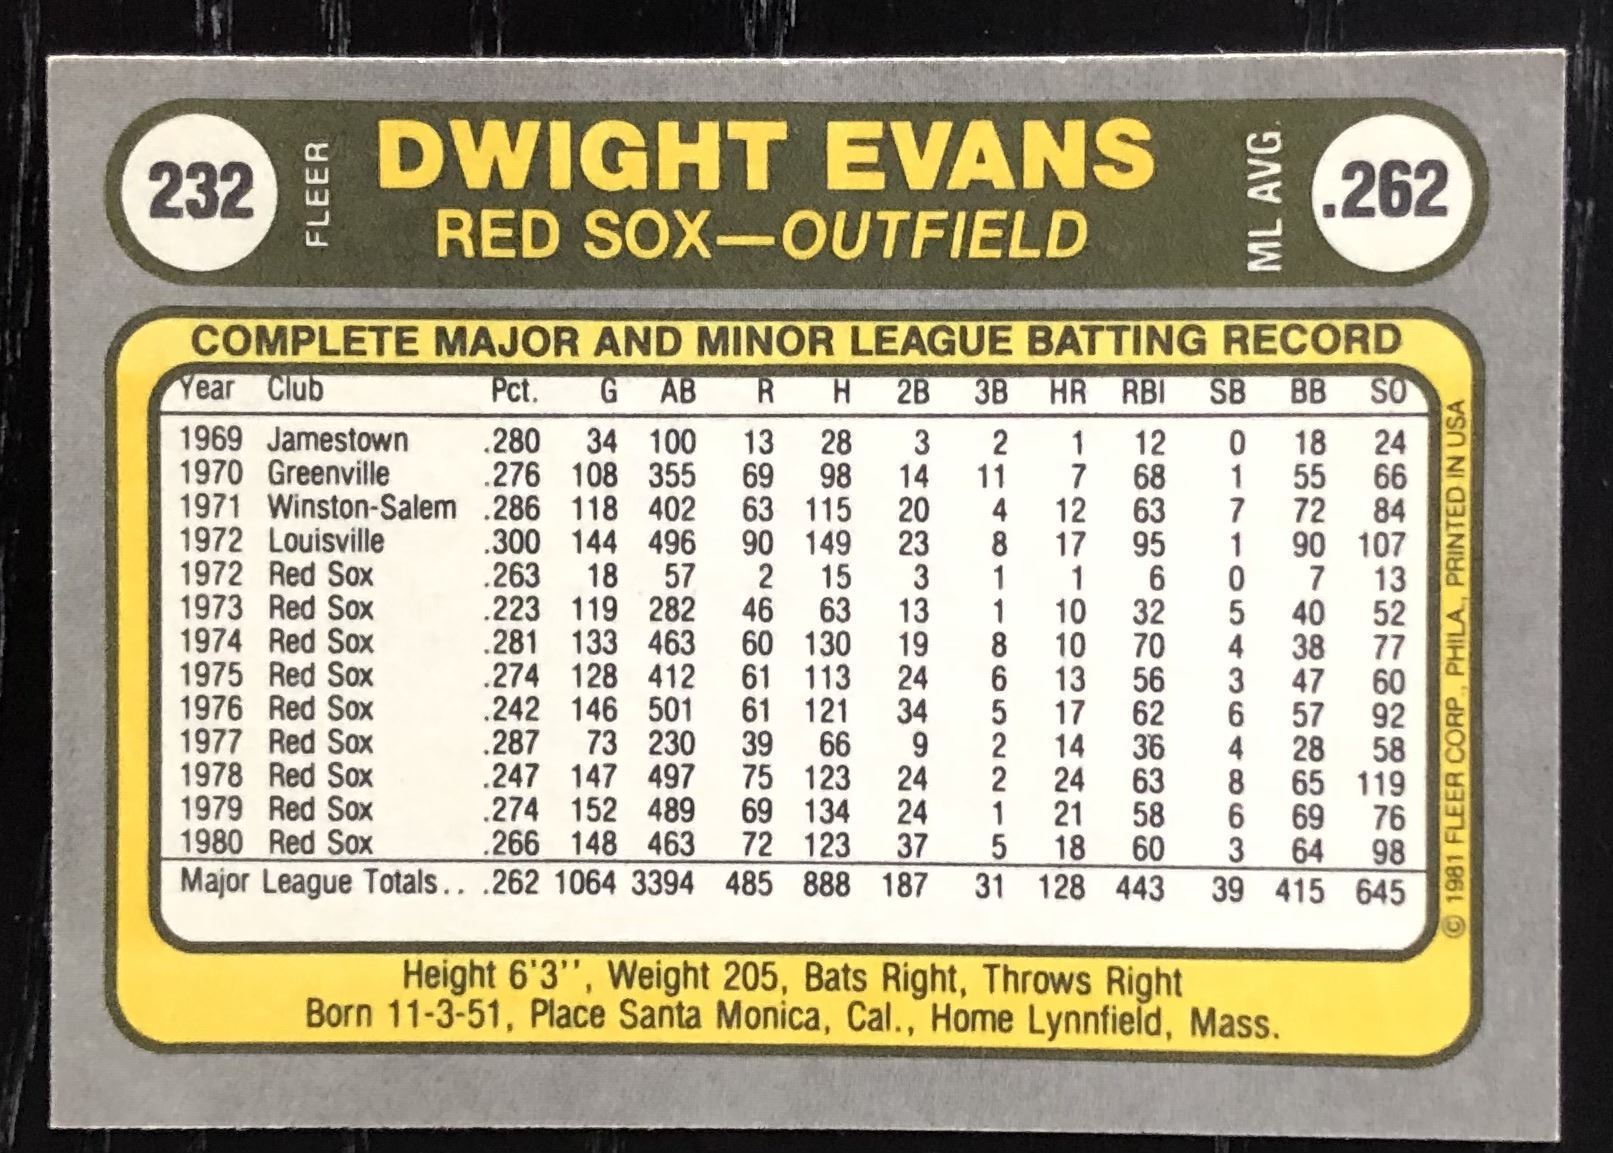 232 FLEER DWIGHT EVANS ML AVG. .262
RED SOX—OUTFIELD
COMPLETE MAJOR AND MINOR LEAGUE BATTING RECORD
Year Club Pct. G AB R H 2B 3B HR RBI SB BB SO
1969 Jamestown .280 34 100 13 28 3 2 1 12 0 18 24
1970 Greenville .276 108 355 69 98 14 11 7 68 1 55 66
1971 Winston-Salem .286 118 402 63 115 20 4 12 63 7 72 84
1972 Louisville .300 144 496 90 149 23 8 17 95 1 90 107
1972 Red Sox .263 18 57 2 15 3 1 1 6 0 7 13
1973 Red Sox .223 119 282 46 63 13 1 10 32 5 40 52
1974 Red Sox .281 133 463 60 130 19 8 10 70 4 38 77
1975 Red Sox .274 128 412 61 113 24 6 13 56 3 47 60
1976 Red Sox .242 146 501 61 121 34 5 17 62 6 57 92
1977 Red Sox .287 73 230 39 66 9 2 14 36 4 28 58
1978 Red Sox .247 147 497 75 123 24 2 24 63 8 65 119
1979 Red Sox .274 152 489 69 134 24 1 21 58 6 69 76
1980 Red Sox .266 148 463 72 123 37 5 18 60 3 64 98
Major League Totals.. .262 1064 3394 485 888 187 31 128 443 39 415 645
Height 6'3'', Weight 205, Bats Right, Throws Right
Born 11-3-51, Place Santa Monica, Cal., Home Lynnfield, Mass.
© 1981 FLEER CORP., PHILA., PRINTED IN USA